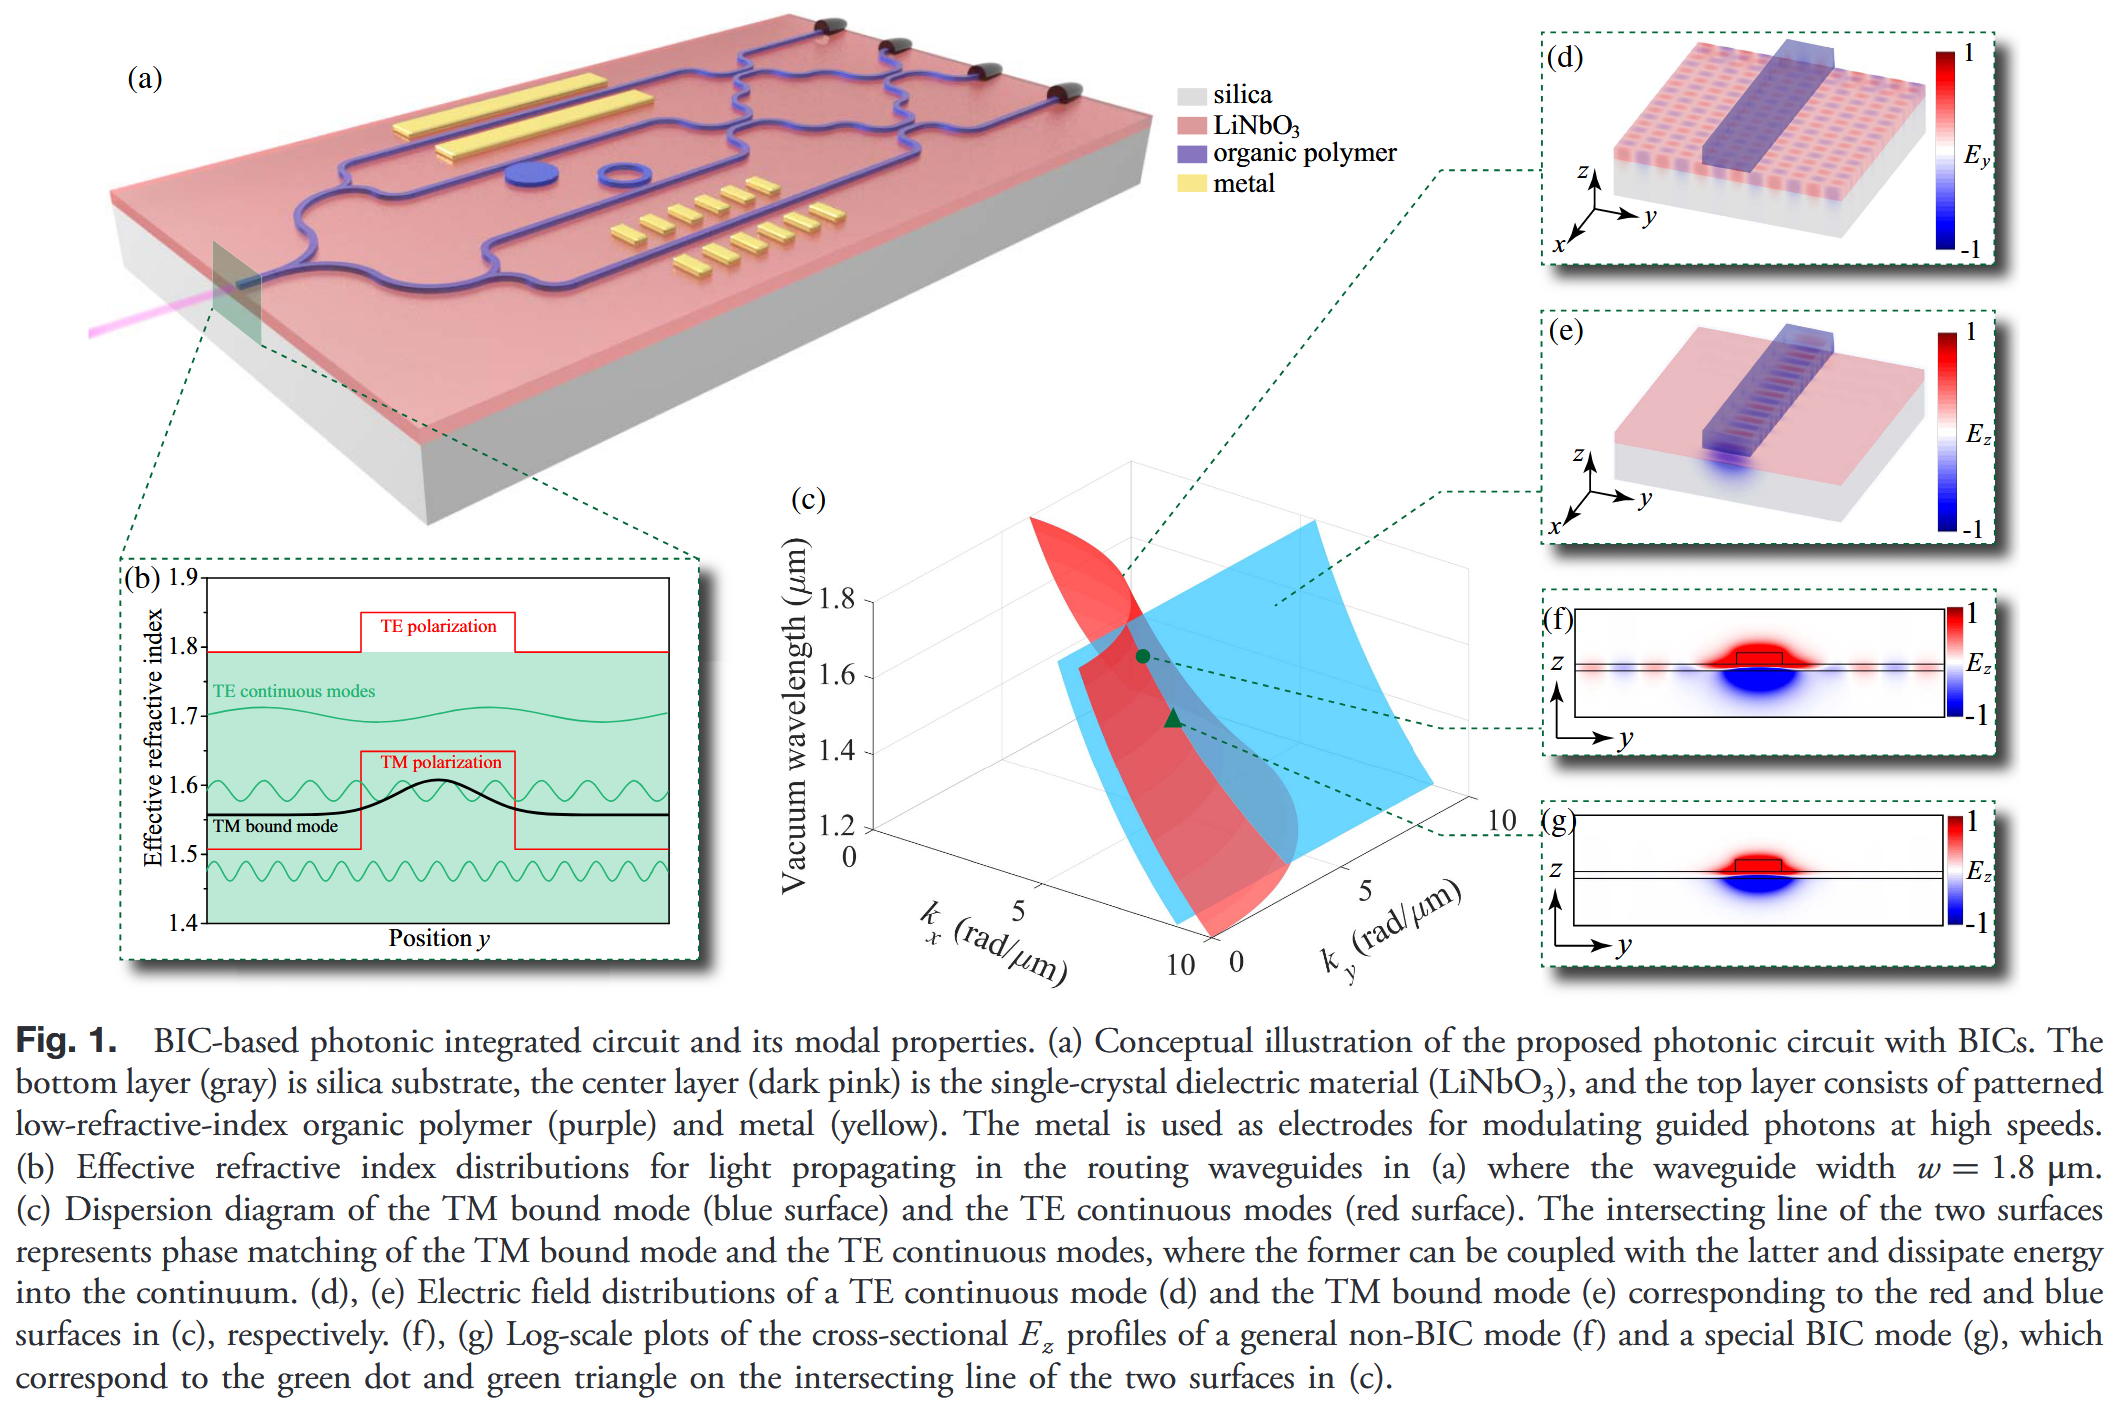 (a)
silica
LiNbO₃
organic polymer
metal
(d)
1
E_y
-1
z
y
x
(e)
1
E_z
-1
z
y
x
(b)
1.9
1.8
1.7
1.6
1.5
1.4
Effective refractive index
TE polarization
TE continuous modes
TM polarization
TM bound mode
Position y
(c)
Vacuum wavelength (μm)
1.8
1.6
1.4
1.2
0
5
10
k_x (rad/μm)
0
5
10
k_y (rad/μm)
(f)
1
E_z
-1
z
y
(g)
1
E_z
-1
z
y
Fig. 1. BIC-based photonic integrated circuit and its modal properties. (a) Conceptual illustration of the proposed photonic circuit with BICs. The
bottom layer (gray) is silica substrate, the center layer (dark pink) is the single-crystal dielectric material (LiNbO₃), and the top layer consists of patterned
low-refractive-index organic polymer (purple) and metal (yellow). The metal is used as electrodes for modulating guided photons at high speeds.
(b) Effective refractive index distributions for light propagating in the routing waveguides in (a) where the waveguide width w = 1.8 μm.
(c) Dispersion diagram of the TM bound mode (blue surface) and the TE continuous modes (red surface). The intersecting line of the two surfaces
represents phase matching of the TM bound mode and the TE continuous modes, where the former can be coupled with the latter and dissipate energy
into the continuum. (d), (e) Electric field distributions of a TE continuous mode (d) and the TM bound mode (e) corresponding to the red and blue
surfaces in (c), respectively. (f), (g) Log-scale plots of the cross-sectional E_z profiles of a general non-BIC mode (f) and a special BIC mode (g), which
correspond to the green dot and green triangle on the intersecting line of the two surfaces in (c).